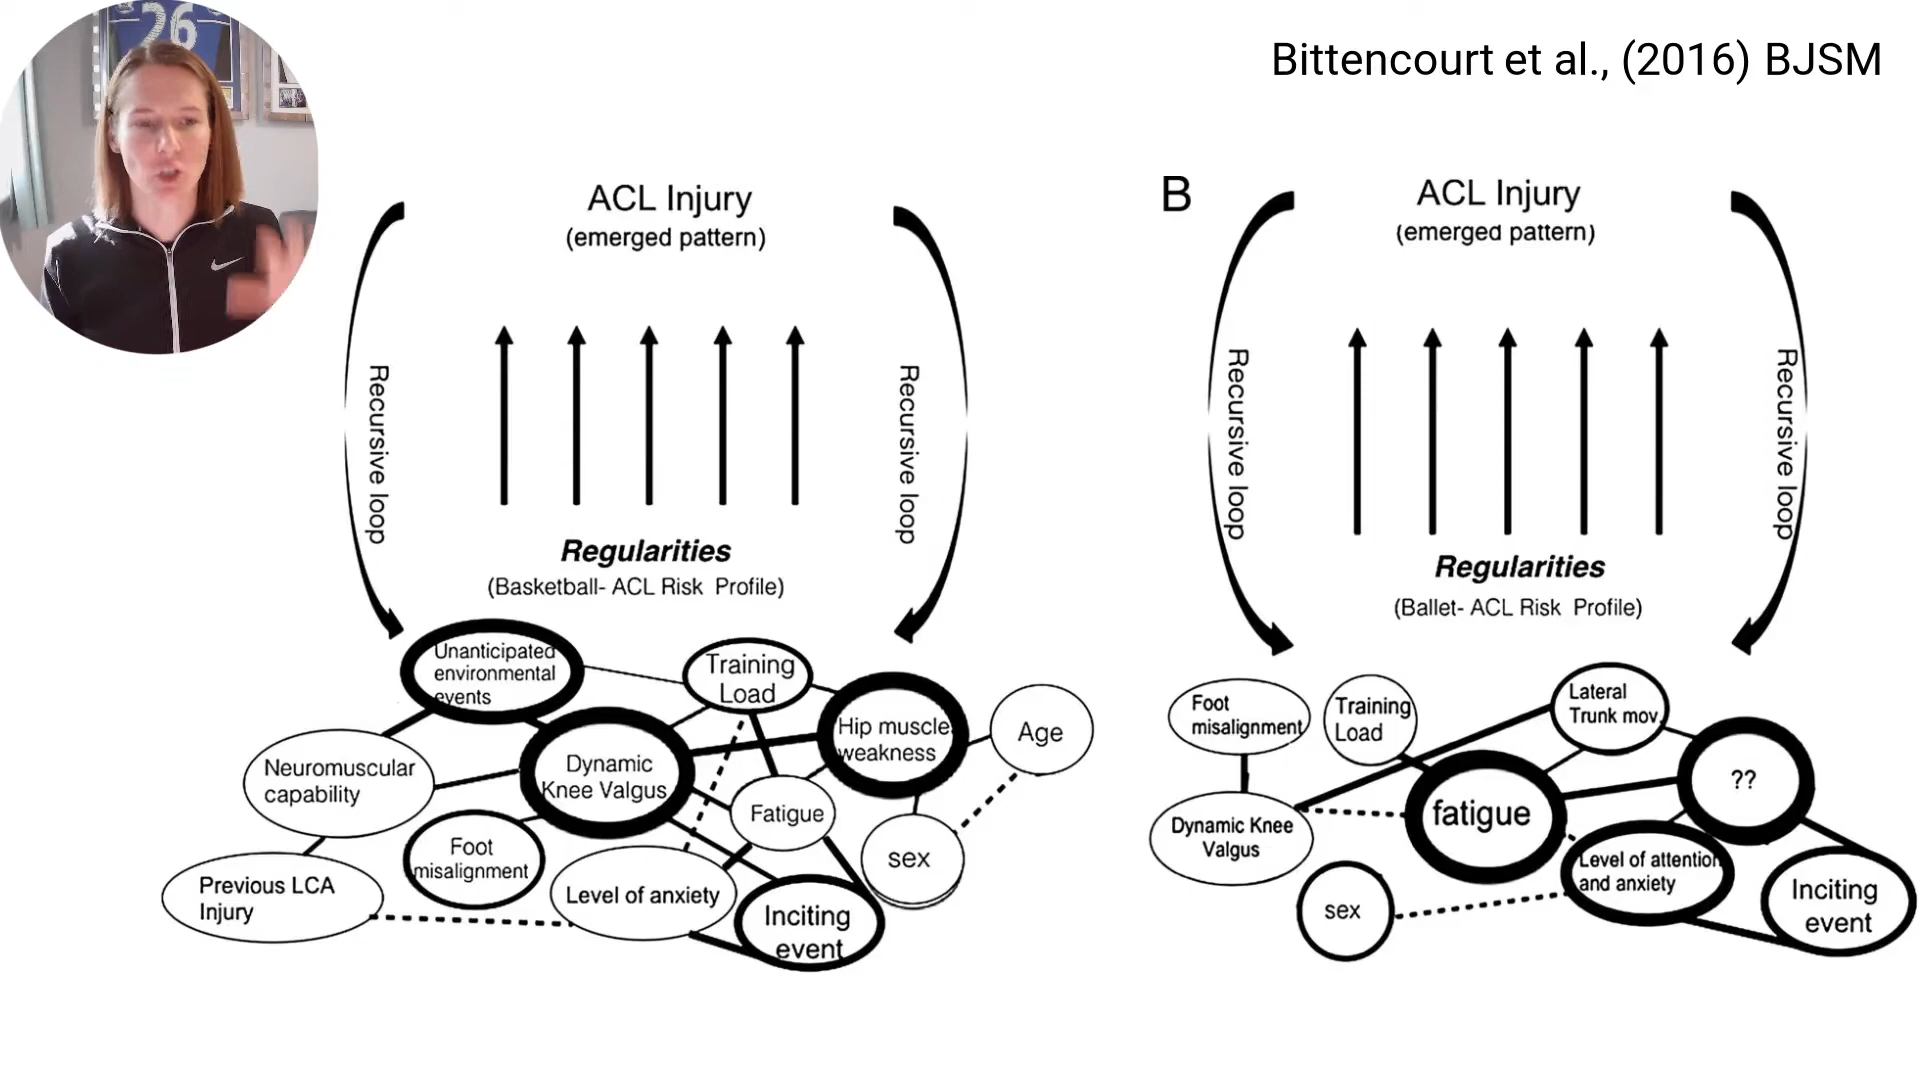 26
Bittencourt et al., (2016) BJSM
ACL Injury
(emerged pattern)
Recursive loop
Recursive loop
Regularities
(Basketball- ACL Risk Profile)
Unanticipated
environmental
events
Training
Load
Hip muscle
weakness
Age
Neuromuscular
capability
Dynamic
Knee Valgus
Fatigue
Foot
misalignment
sex
Previous LCA
Injury
Level of anxiety
Inciting
event
B
ACL Injury
(emerged pattern)
Recursive loop
Recursive loop
Regularities
(Ballet- ACL Risk Profile)
Foot
misalignment
Training
Load
Lateral
Trunk mov.
??
fatigue
Dynamic Knee
Valgus
Level of attention
and anxiety
sex
Inciting
event